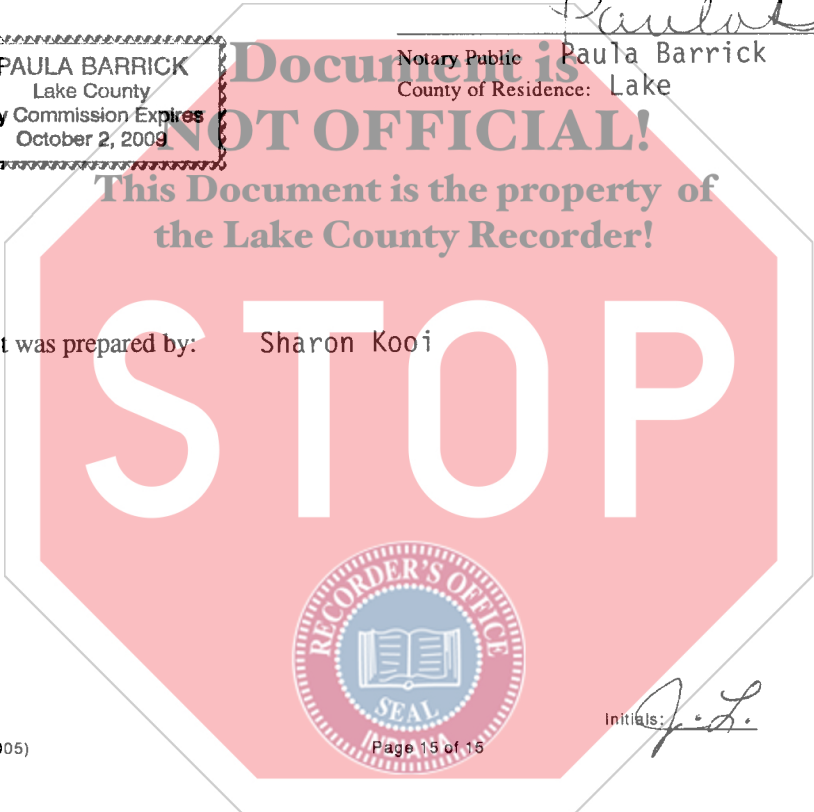 Paula
PAULA BARRICK
Lake County
y Commission Expires
October 2, 2009
Notary Public Paula Barrick
County of Residence: Lake
Document is
NOT OFFICIAL!
This Document is the property of
the Lake County Recorder!
t was prepared by: Sharon Kooi
STOP
RECORDER'S OFFICE
SEAL
INDIANA
Initials: J. L.
05)
Page 15 of 15